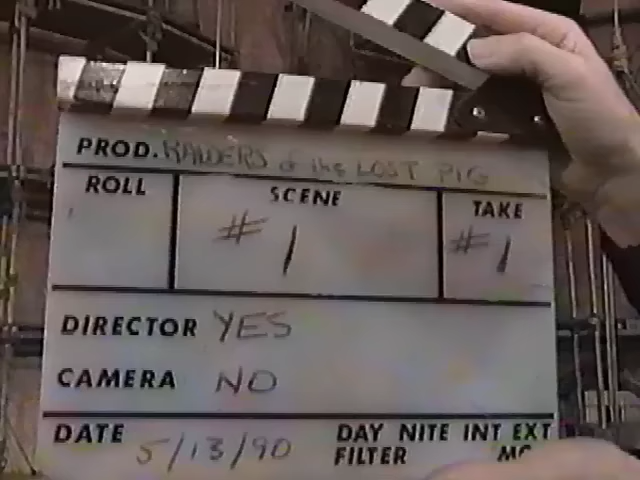 PROD. RAIDERS of the LOST PIG
ROLL SCENE TAKE
# 1 # 1
DIRECTOR YES
CAMERA NO
DATE 5/13/90 DAY NITE INT EXT
FILTER